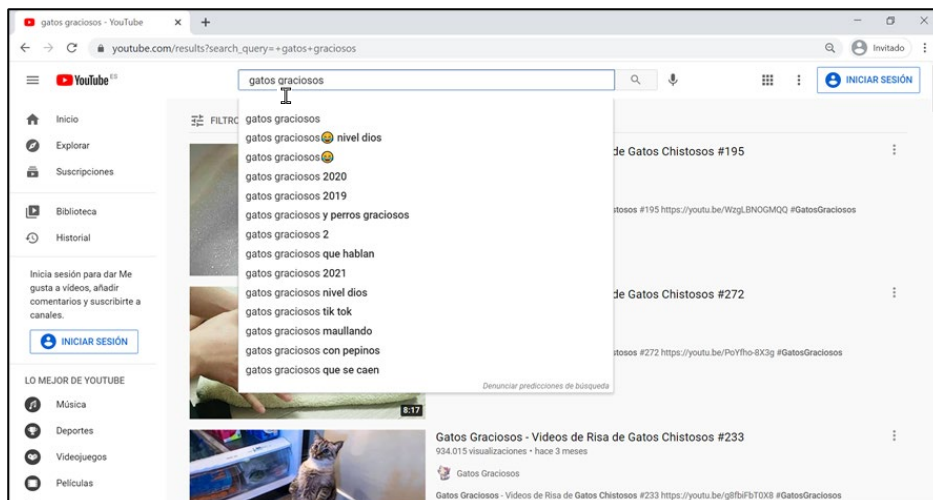 gatos graciosos - YouTube
youtube.com/results?search_query=+gatos+graciosos
Invitado
YouTube ES
gatos graciosos
INICIAR SESIÓN
Inicio
Explorar
Suscripciones
Biblioteca
Historial
Inicia sesión para dar Me
gusta a vídeos, añadir
comentarios y suscribirte a
canales.
INICIAR SESIÓN
LO MEJOR DE YOUTUBE
Música
Deportes
Videojuegos
Películas
FILTRO
gatos graciosos
gatos graciosos😂 nivel dios
gatos graciosos😂
gatos graciosos 2020
gatos graciosos 2019
gatos graciosos y perros graciosos
gatos graciosos 2
gatos graciosos que hablan
gatos graciosos 2021
gatos graciosos nivel dios
gatos graciosos tik tok
gatos graciosos maullando
gatos graciosos con pepinos
gatos graciosos que se caen
Denunciar predicciones de búsqueda
de Gatos Chistosos #195
stosos #195 https://youtu.be/WzgLBNOGMQQ #GatosGraciosos
de Gatos Chistosos #272
stosos #272 https://youtu.be/PoYfho-8X3g #GatosGraciosos
8:17
Gatos Graciosos - Videos de Risa de Gatos Chistosos #233
934.015 visualizaciones • hace 3 meses
Gatos Graciosos
Gatos Graciosos - Videos de Risa de Gatos Chistosos #233 https://youtu.be/g8fbiFbT0X8 #GatosGraciosos